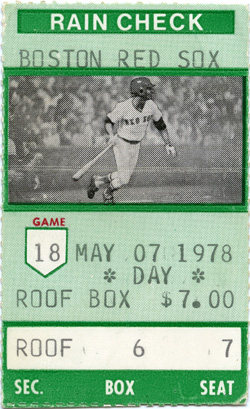 RAIN CHECK
BOSTON RED SOX
RED SOX
GAME
18 MAY 07 1978
* DAY *
ROOF BOX $7.00
ROOF 6 7
SEC. BOX SEAT